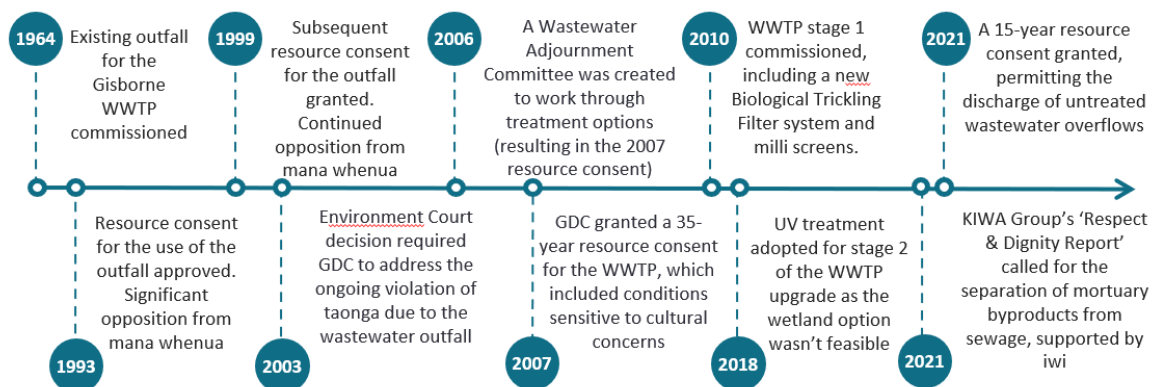 1964
Existing outfall
for the
Gisborne
WWTP
commissioned
1999
Subsequent
resource consent
for the outfall
granted.
Continued
opposition from
mana whenua
2006
A Wastewater
Adjournment
Committee was created
to work through
treatment options
(resulting in the 2007
resource consent)
2010
WWTP stage 1
commissioned,
including a new
Biological Trickling
Filter system and
milli screens.
2021
A 15-year resource
consent granted,
permitting the
discharge of untreated
wastewater overflows
Resource consent
for the use of the
outfall approved.
Significant
opposition from
mana whenua
1993
Environment Court
decision required
GDC to address the
ongoing violation of
taonga due to the
wastewater outfall
2003
GDC granted a 35-
year resource consent
for the WWTP, which
included conditions
sensitive to cultural
concerns
2007
UV treatment
adopted for stage 2
of the WWTP
upgrade as the
wetland option
wasn't feasible
2018
KIWA Group's 'Respect
& Dignity Report'
called for the
separation of mortuary
byproducts from
sewage, supported by
iwi
2021